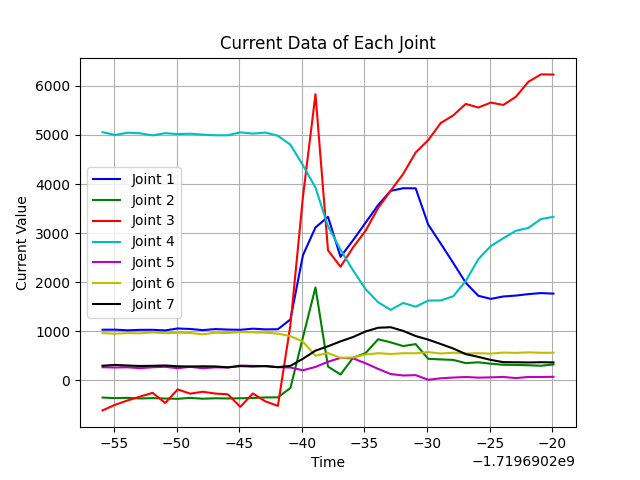 Current Data of Each Joint
6000
5000
4000
3000
2000
1000
0
Current Value
Joint 1
Joint 2
Joint 3
Joint 4
Joint 5
Joint 6
Joint 7
−55 −50 −45 −40 −35 −30 −25 −20
Time
−1.7196902e9